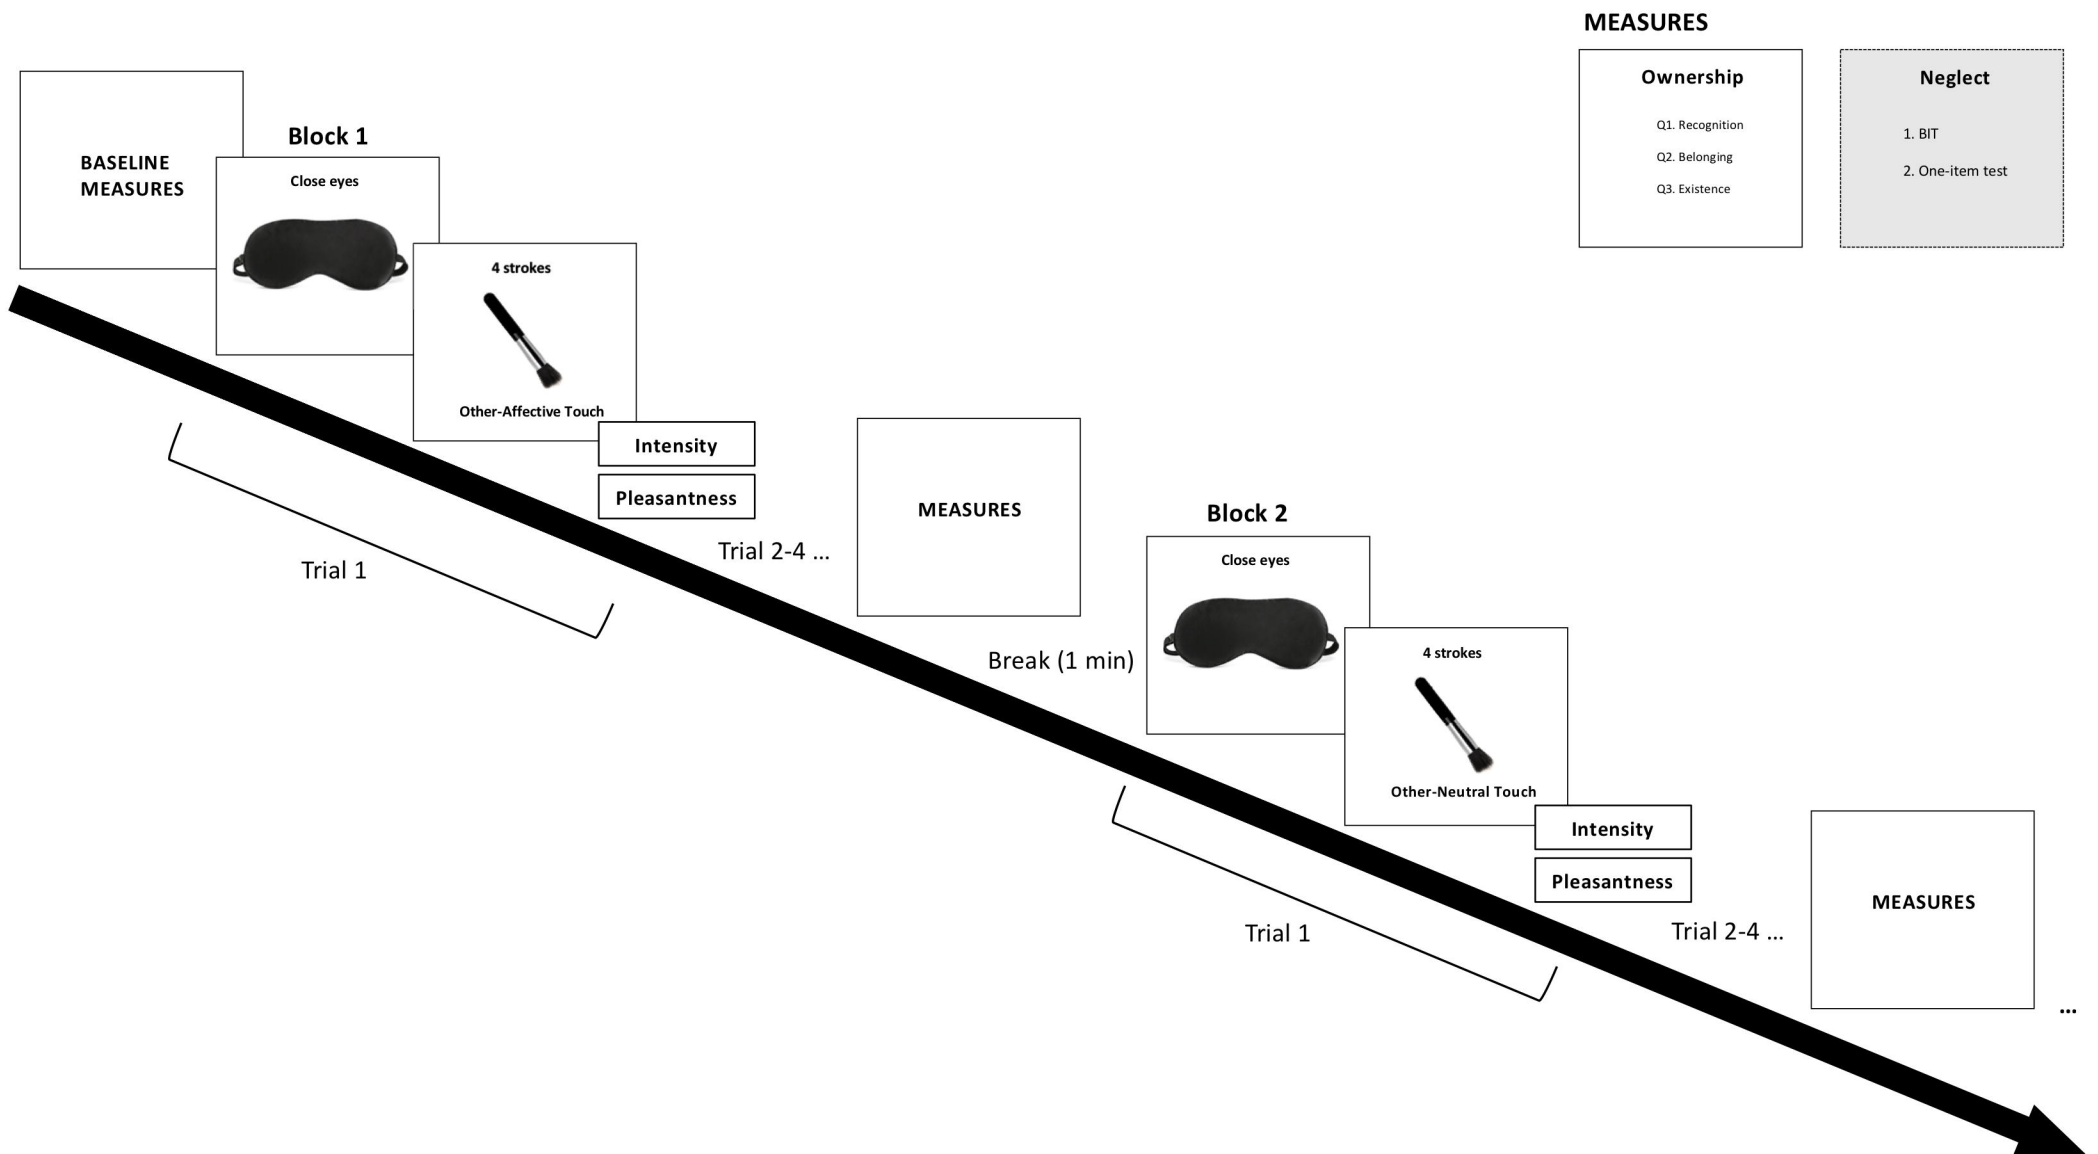 MEASURES
Ownership
Q1. Recognition
Q2. Belonging
Q3. Existence
Neglect
1. BIT
2. One-item test
BASELINE
MEASURES
Block 1
Close eyes
4 strokes
Other-Affective Touch
Intensity
Pleasantness
Trial 1
Trial 2-4 ...
MEASURES
Break (1 min)
Block 2
Close eyes
4 strokes
Other-Neutral Touch
Intensity
Pleasantness
Trial 1
Trial 2-4 ...
MEASURES
...